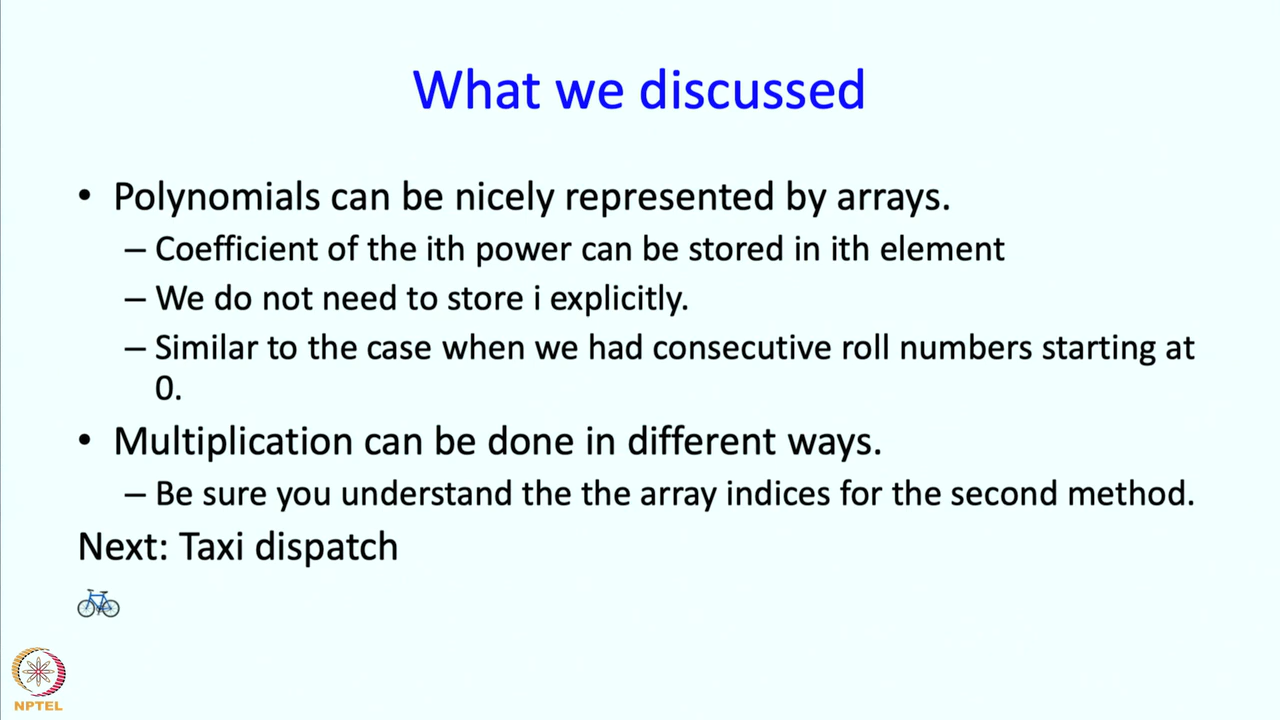 What we discussed
• Polynomials can be nicely represented by arrays.
– Coefficient of the ith power can be stored in ith element
– We do not need to store i explicitly.
– Similar to the case when we had consecutive roll numbers starting at
0.
• Multiplication can be done in different ways.
– Be sure you understand the the array indices for the second method.
Next: Taxi dispatch
NPTEL